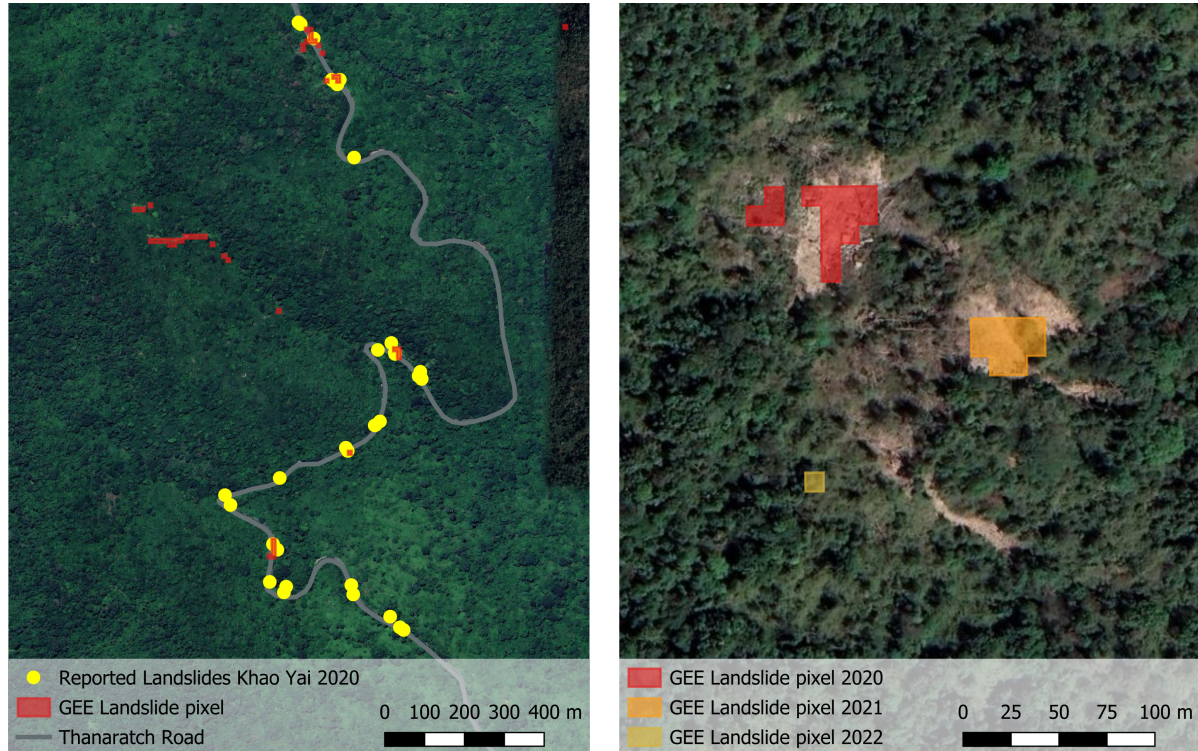 Reported Landslides Khao Yai 2020
GEE Landslide pixel
Thanaratch Road
0 100 200 300 400 m
GEE Landslide pixel 2020
GEE Landslide pixel 2021
GEE Landslide pixel 2022
0 25 50 75 100 m